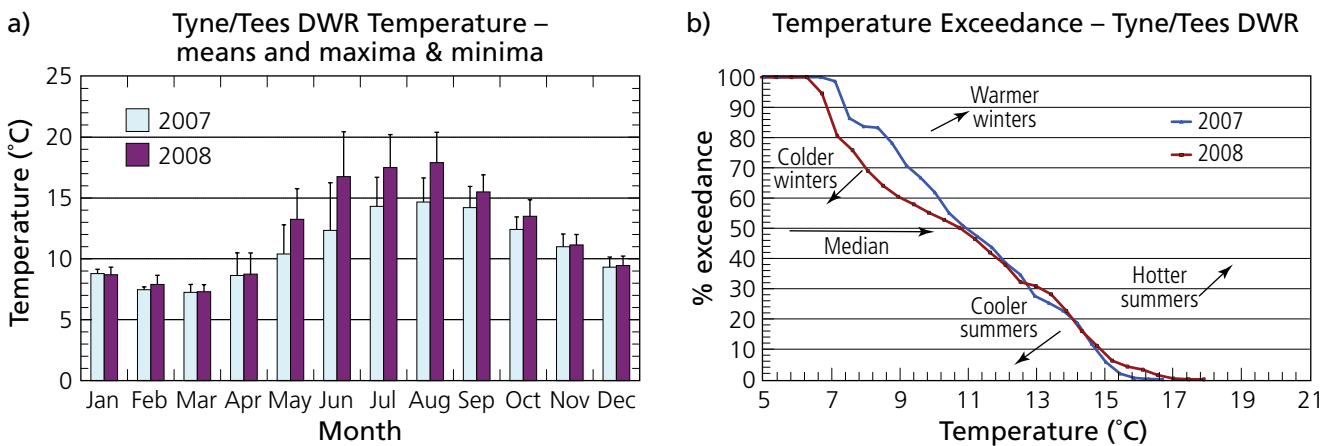 a)
Tyne/Tees DWR Temperature –
means and maxima & minima
Temperature (˚C)
25
20
15
10
5
0
2007
2008
Jan Feb Mar Apr May Jun Jul Aug Sep Oct Nov Dec
Month
b)
Temperature Exceedance – Tyne/Tees DWR
% exceedance
100
90
80
70
60
50
40
30
20
10
0
Warmer
winters
2007
2008
Colder
winters
Median
Hotter
summers
Cooler
summers
5 7 9 11 13 15 17 19 21
Temperature (˚C)